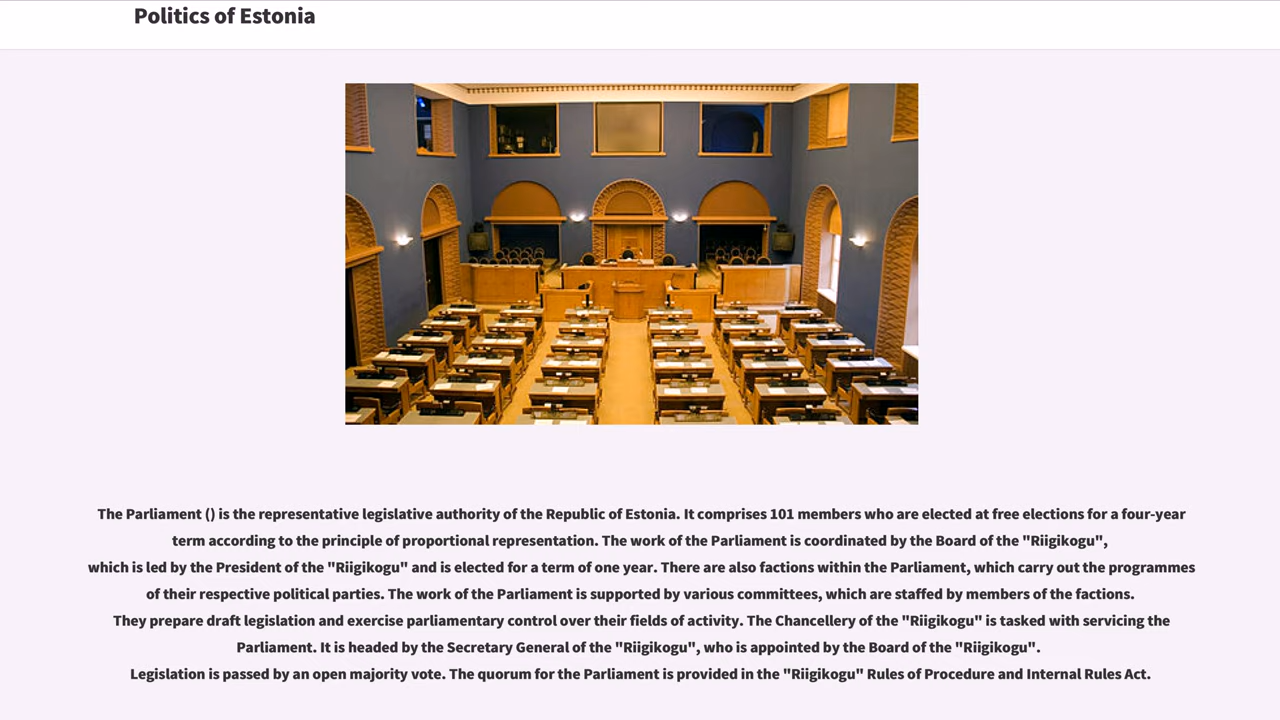 Politics of Estonia
The Parliament () is the representative legislative authority of the Republic of Estonia. It comprises 101 members who are elected at free elections for a four-year
term according to the principle of proportional representation. The work of the Parliament is coordinated by the Board of the "Riigikogu",
which is led by the President of the "Riigikogu" and is elected for a term of one year. There are also factions within the Parliament, which carry out the programmes
of their respective political parties. The work of the Parliament is supported by various committees, which are staffed by members of the factions.
They prepare draft legislation and exercise parliamentary control over their fields of activity. The Chancellery of the "Riigikogu" is tasked with servicing the
Parliament. It is headed by the Secretary General of the "Riigikogu", who is appointed by the Board of the "Riigikogu".
Legislation is passed by an open majority vote. The quorum for the Parliament is provided in the "Riigikogu" Rules of Procedure and Internal Rules Act.